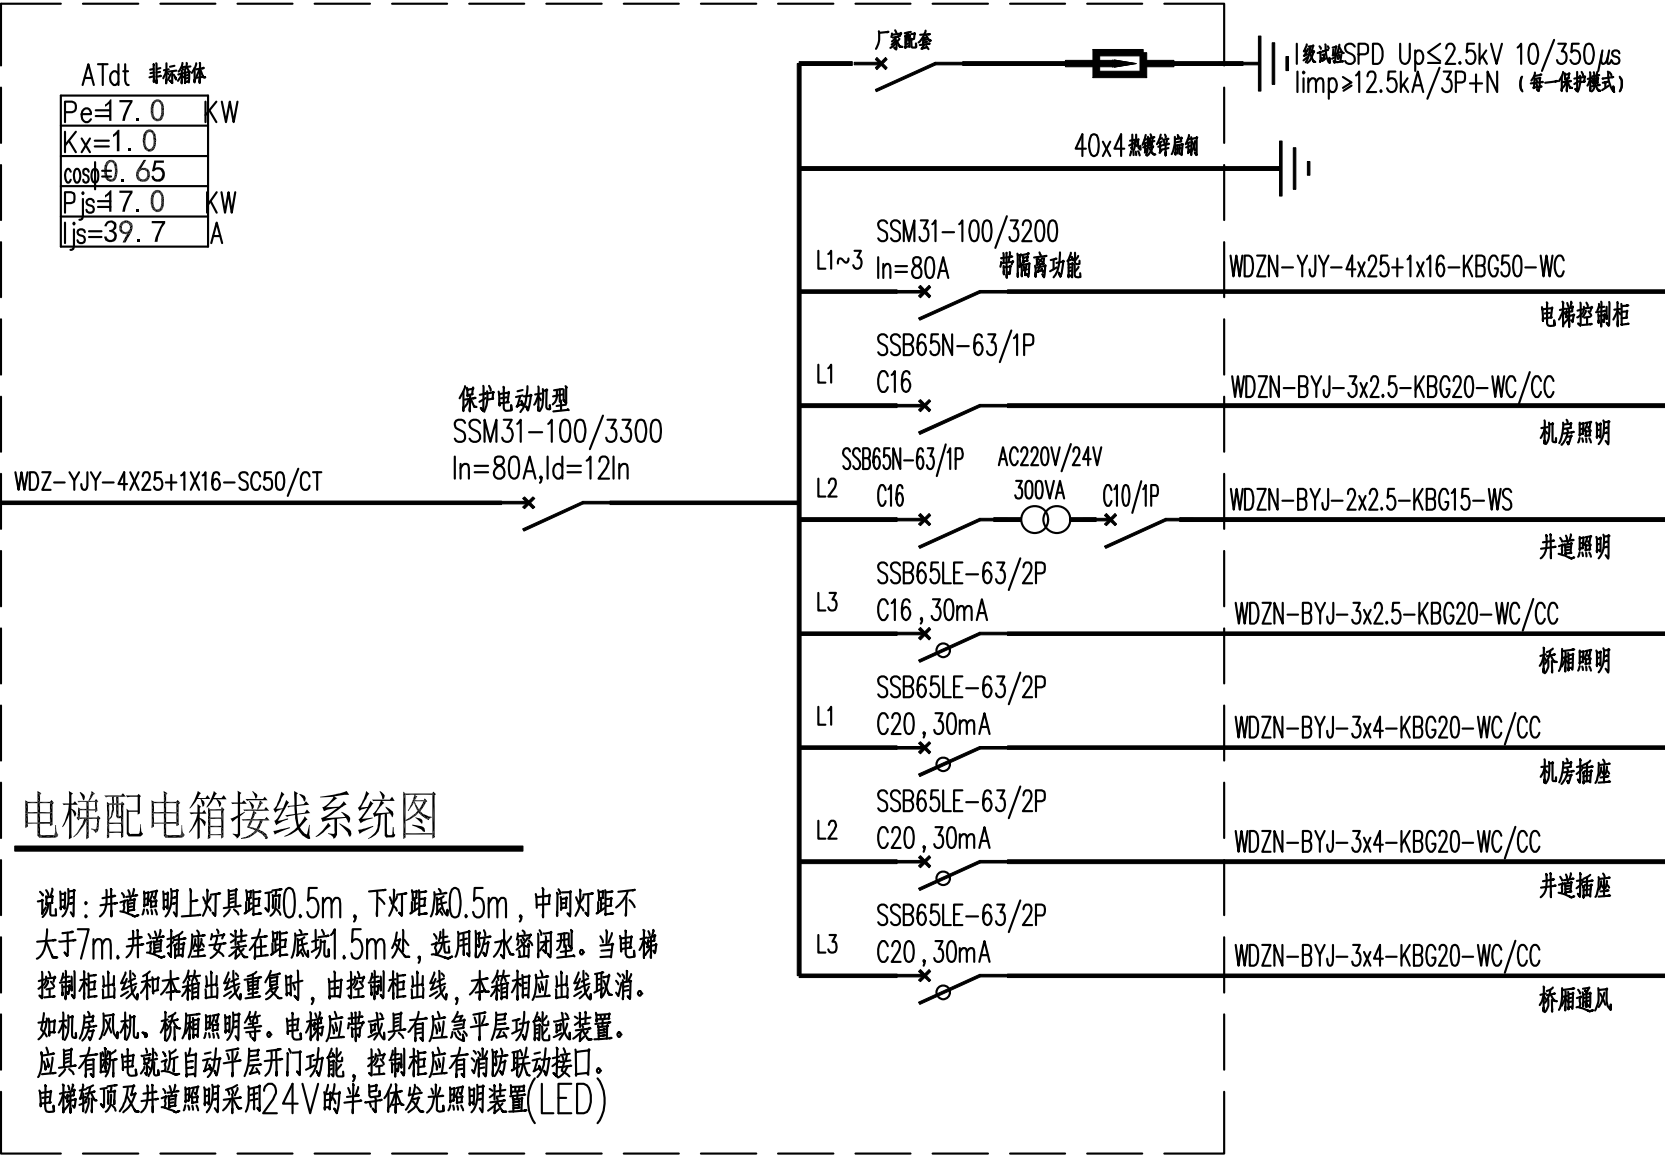 ATdt 非标箱体
Pe=17.0 KW
Kx=1.0
cosϕ=0.65
Pjs=17.0 KW
Ijs=39.7 A
厂家配套
I级试验SPD Up≤2.5kV 10/350µs
Iimp≥12.5kA/3P+N （每一保护模式）
40x4热镀锌扁钢
SSM31-100/3200
L1~3 In=80A 带隔离功能
WDZN-YJY-4x25+1x16-KBG50-WC
电梯控制柜
SSB65N-63/1P
L1 C16
WDZN-BYJ-3x2.5-KBG20-WC/CC
机房照明
保护电动机型
SSM31-100/3300
In=80A,Id=12In
WDZ-YJY-4X25+1X16-SC50/CT
SSB65N-63/1P AC220V/24V
L2 C16 300VA C10/1P
WDZN-BYJ-2x2.5-KBG15-WS
井道照明
SSB65LE-63/2P
L3 C16,30mA
WDZN-BYJ-3x2.5-KBG20-WC/CC
桥厢照明
SSB65LE-63/2P
L1 C20,30mA
WDZN-BYJ-3x4-KBG20-WC/CC
机房插座
SSB65LE-63/2P
L2 C20,30mA
WDZN-BYJ-3x4-KBG20-WC/CC
井道插座
SSB65LE-63/2P
L3 C20,30mA
WDZN-BYJ-3x4-KBG20-WC/CC
桥厢通风
电梯配电箱接线系统图
说明：井道照明上灯具距顶0.5m，下灯距底0.5m，中间灯距不
大于7m.井道插座安装在距底坑1.5m处，选用防水密闭型。当电梯
控制柜出线和本箱出线重复时，由控制柜出线，本箱相应出线取消。
如机房风机、桥厢照明等。电梯应带或具有应急平层功能或装置。
应具有断电就近自动平层开门功能，控制柜应有消防联动接口。
电梯轿顶及井道照明采用24V的半导体发光照明装置(LED)